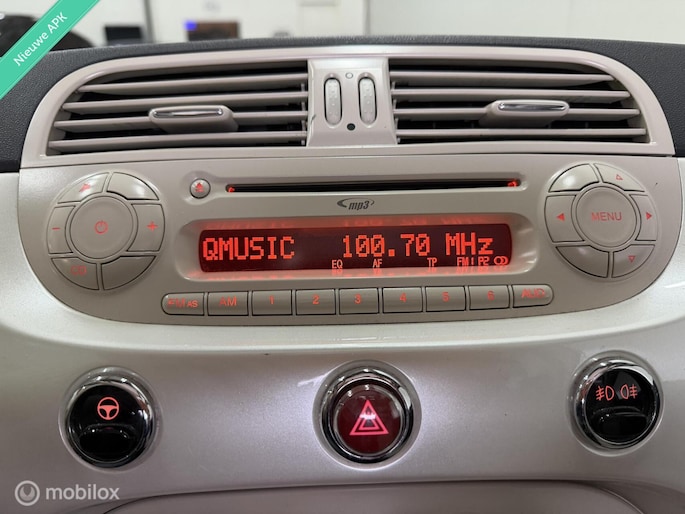 Nieuwe APK
mp3
QMUSIC 100.70 MHz
EQ AF TP FM1
AM 1 2 3 4 5 6
MENU
mobilox